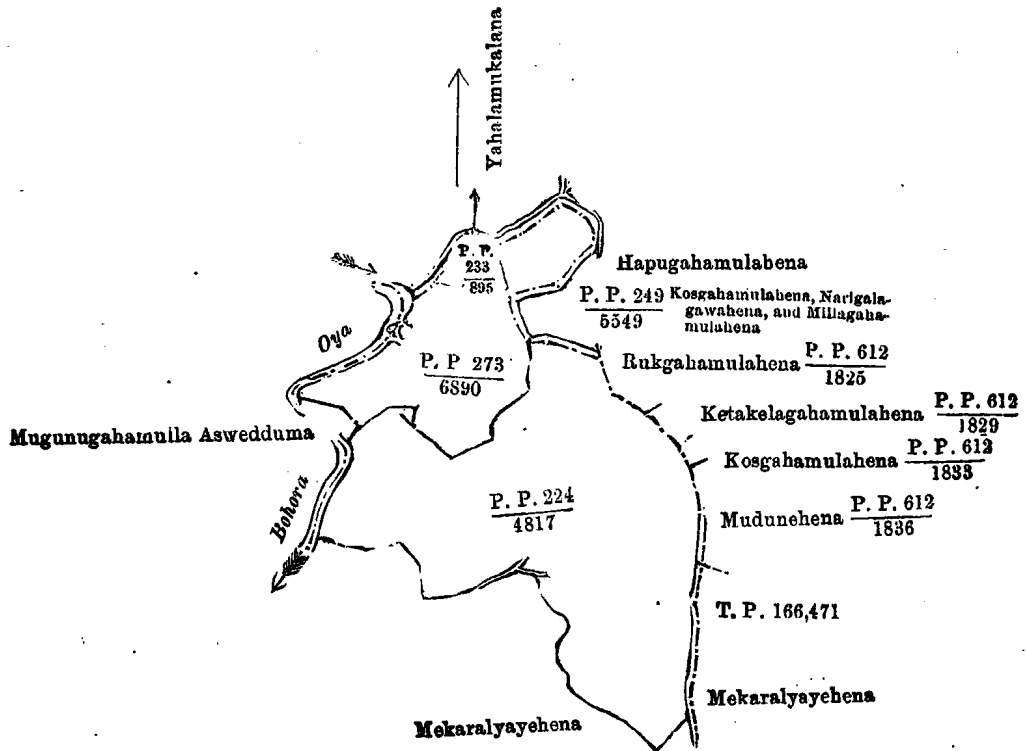 Yahalamukalana
P. P.
233
895
Hapugahamulahena
P. P. 249 Kosgahamulahena, Narigala-
5549 gawahena, and Millagaha-
mulahena
Oya
P. P 273
6890
Rukgahamulahena P. P. 612
1825
Mugunugahamulla Aswedduma
Ketakelagahamulahena P. P. 612
1829
Kosgahamulahena P. P. 612
1833
Bohora
P. P. 224
4817
Mudunehena P. P. 612
1836
T. P. 166,471
Mekaralyayehena
Mekaralyayehena